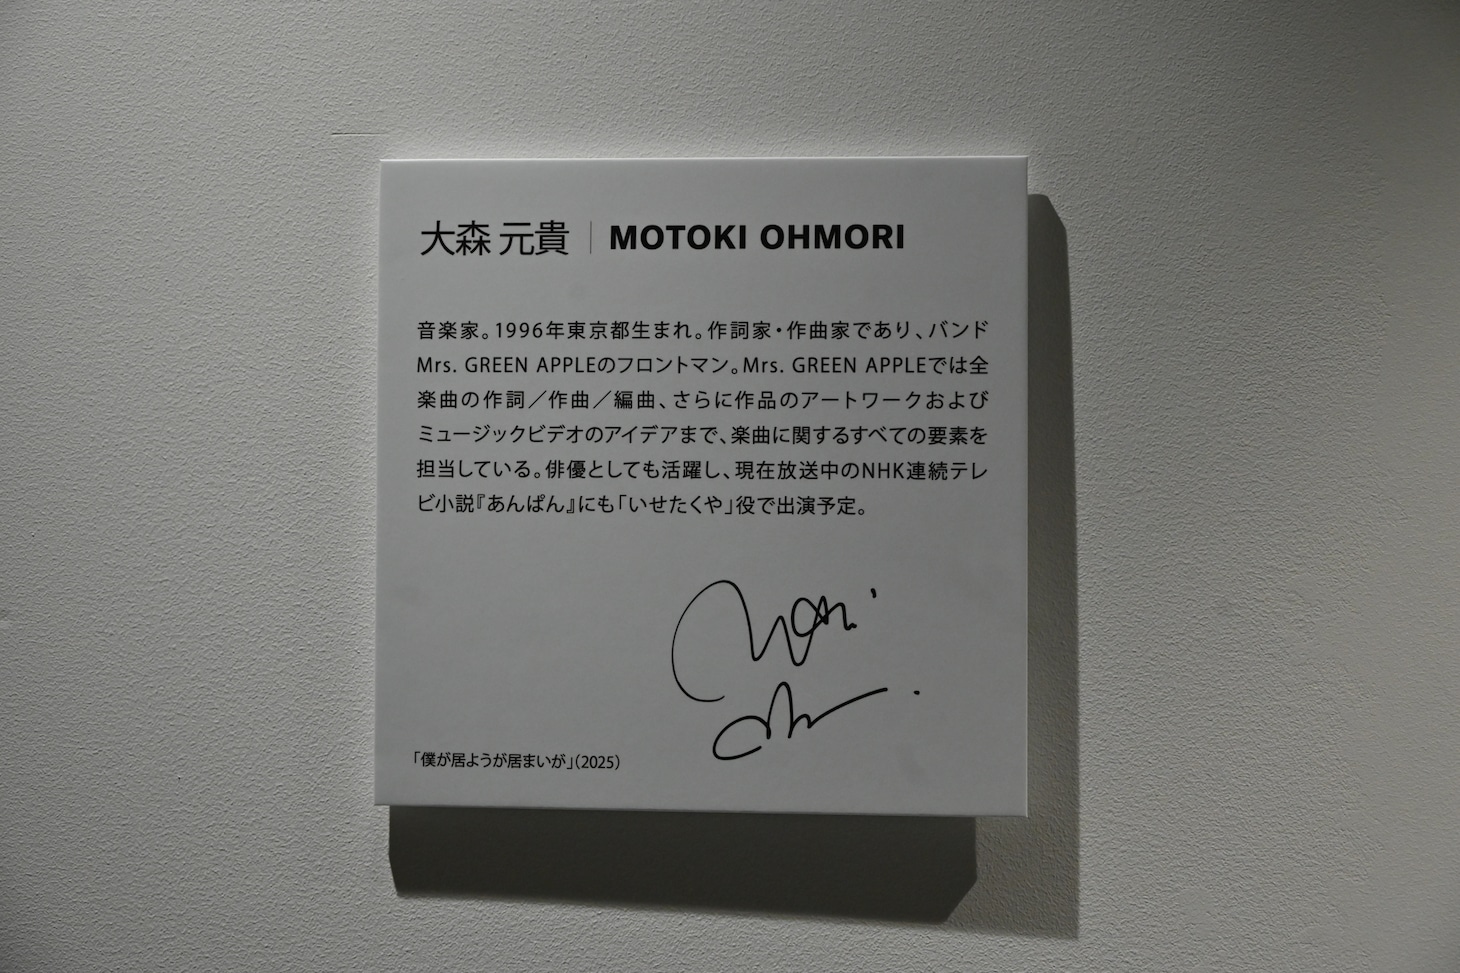 大森 元貴 | MOTOKI OHMORI
音楽家。1996年東京都生まれ。作詞家・作曲家であり、バンド
Mrs. GREEN APPLEのフロントマン。Mrs. GREEN APPLEでは全
楽曲の作詞／作曲／編曲、さらに作品のアートワークおよび
ミュージックビデオのアイデアまで、楽曲に関するすべての要素を
担当している。俳優としても活躍し、現在放送中のNHK連続テレ
ビ小説『あんぱん』にも「いせたくや」役で出演予定。
「僕が居ようが居まいが」（2025）